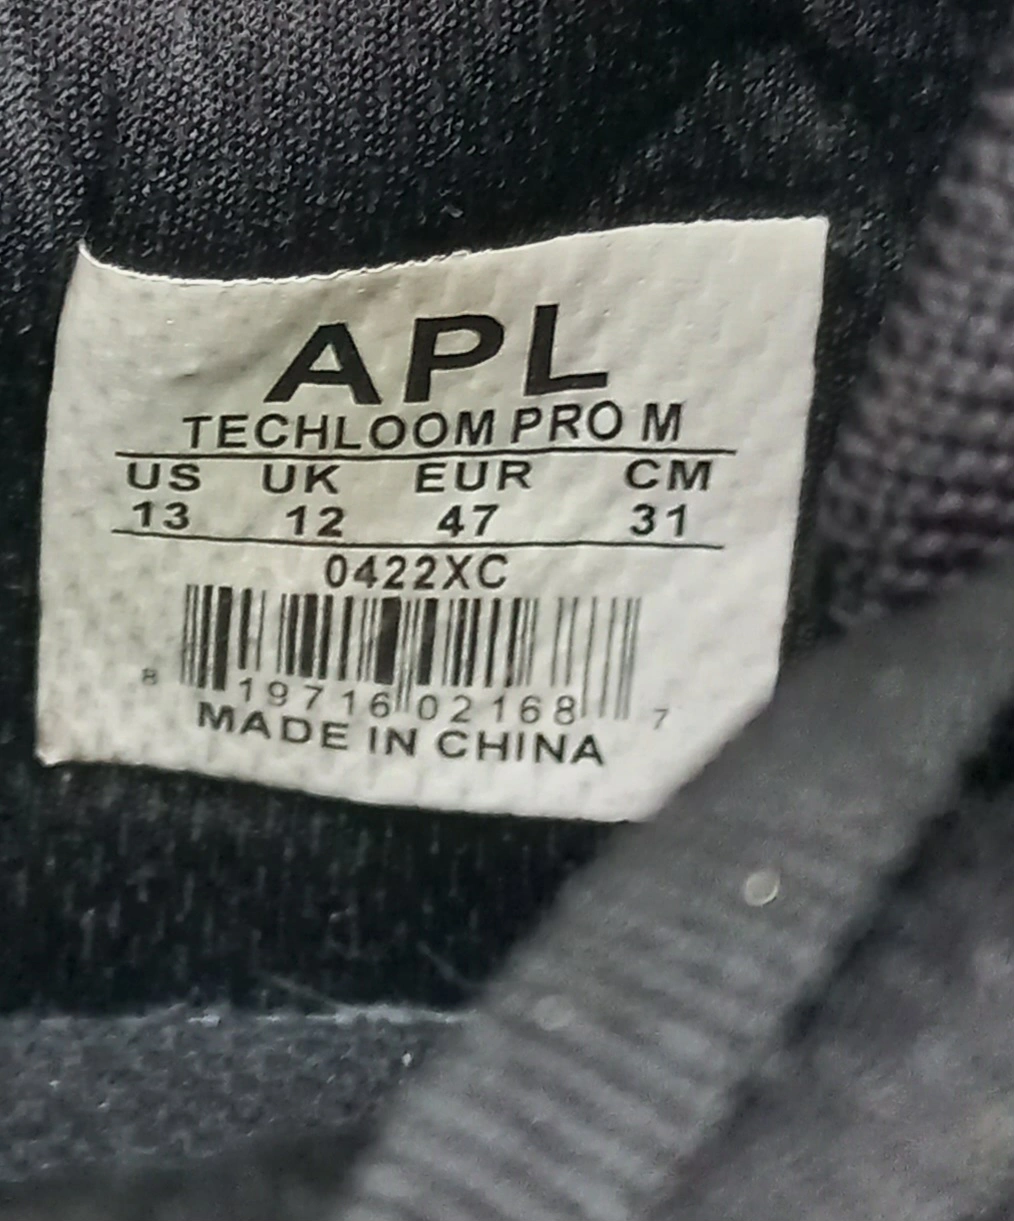 APL
TECHLOOM PRO M
US UK EUR CM
13 12 47 31
0422XC
8 19716 02168 7
MADE IN CHINA